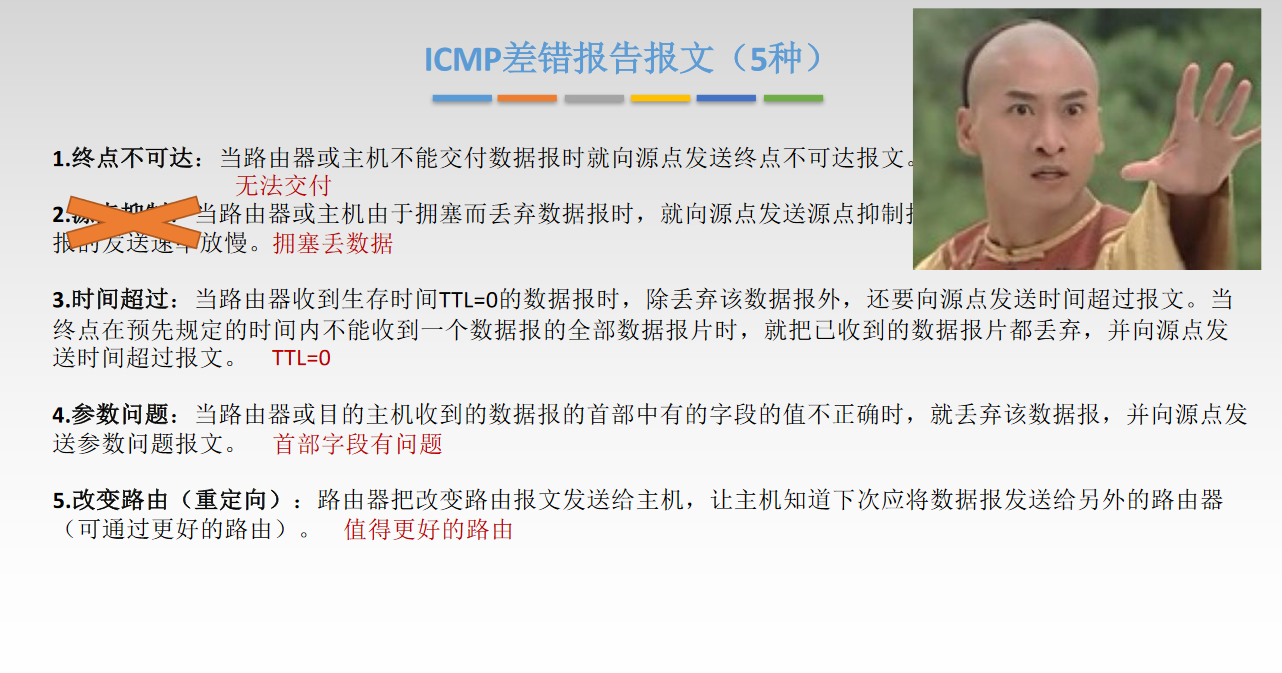 ICMP差错报告报文（5种）
1.终点不可达：当路由器或主机不能交付数据报时就向源点发送终点不可达报文。
无法交付
2. 当路由器或主机由于拥塞而丢弃数据报时，就向源点发送源点抑制
报的发送速率放慢。拥塞丢数据
3.时间超过：当路由器收到生存时间TTL=0的数据报时，除丢弃该数据报外，还要向源点发送时间超过报文。当
终点在预先规定的时间内不能收到一个数据报的全部数据报片时，就把已收到的数据报片都丢弃，并向源点发
送时间超过报文。 TTL=0
4.参数问题：当路由器或目的主机收到的数据报的首部中有的字段的值不正确时，就丢弃该数据报，并向源点发
送参数问题报文。 首部字段有问题
5.改变路由（重定向）：路由器把改变路由报文发送给主机，让主机知道下次应将数据报发送给另外的路由器
（可通过更好的路由）。 值得更好的路由